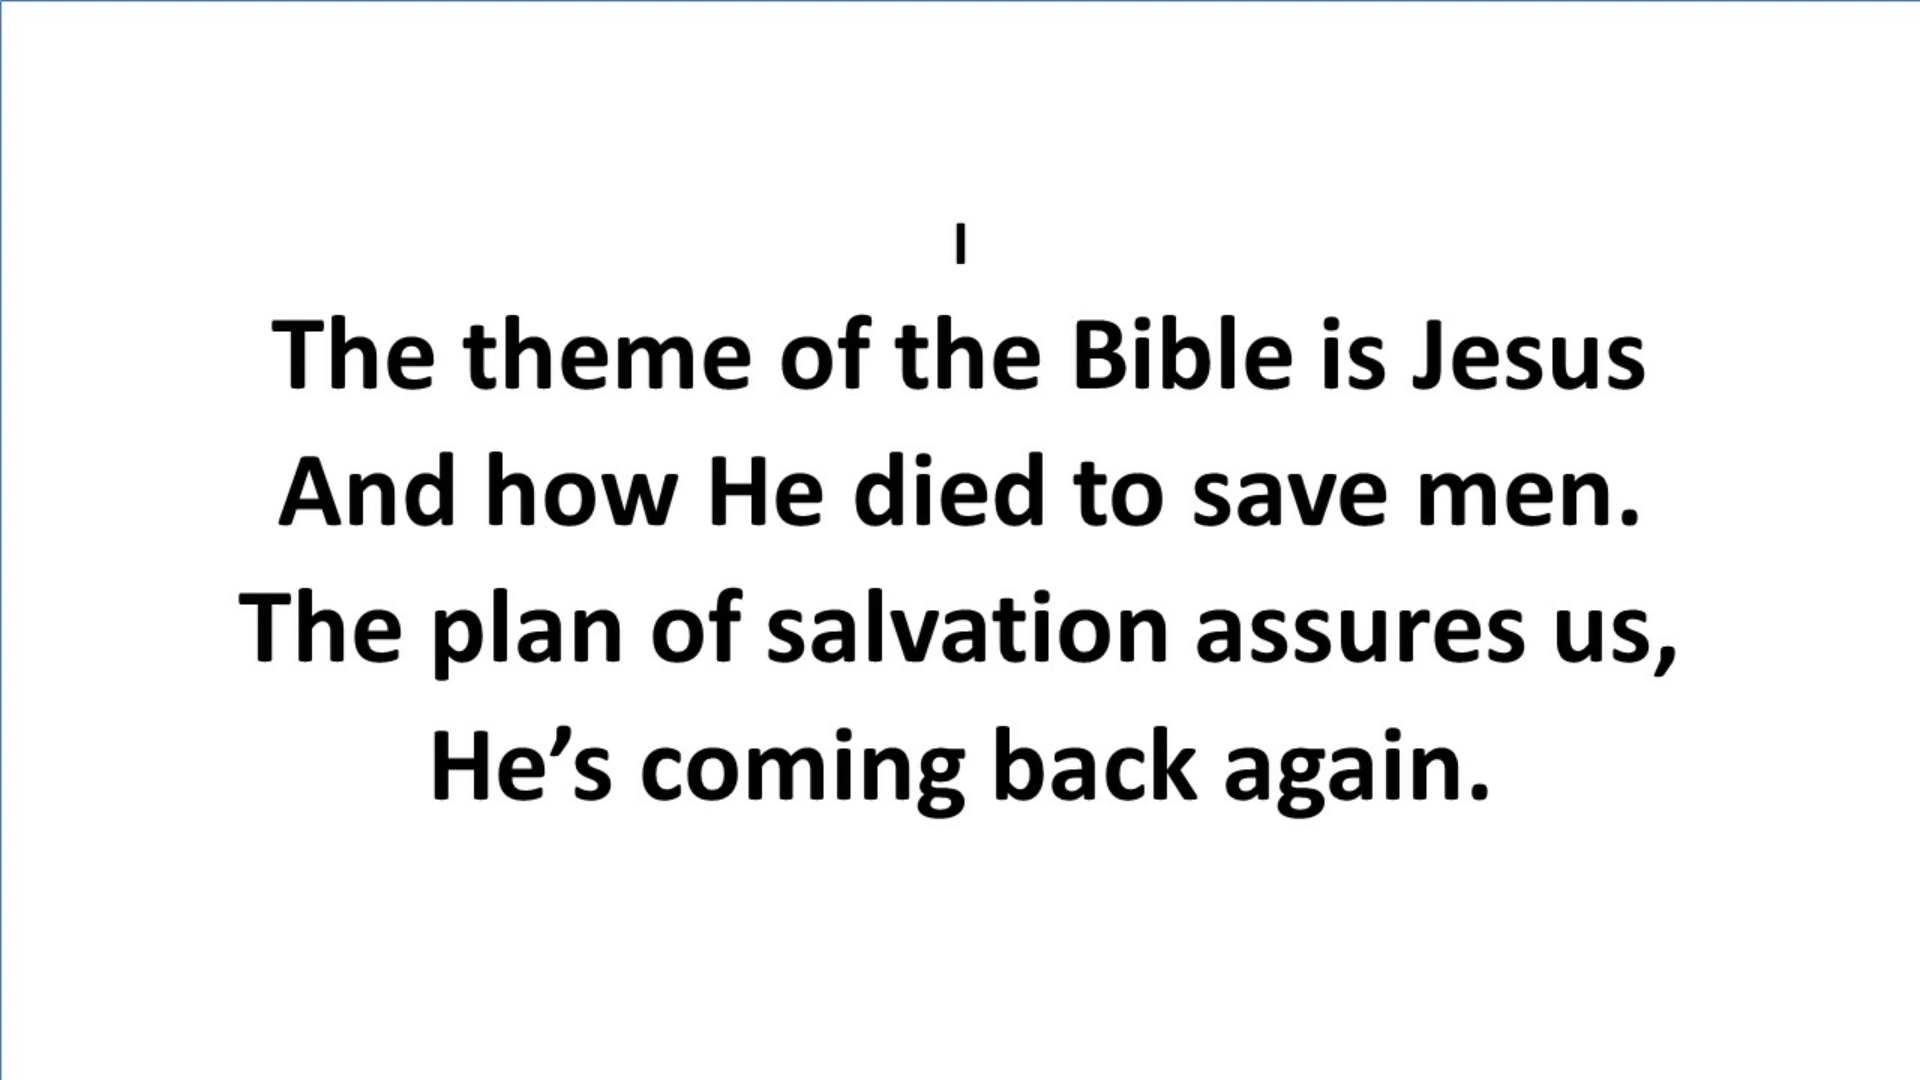 I
The theme of the Bible is Jesus
And how He died to save men.
The plan of salvation assures us,
He’s coming back again.